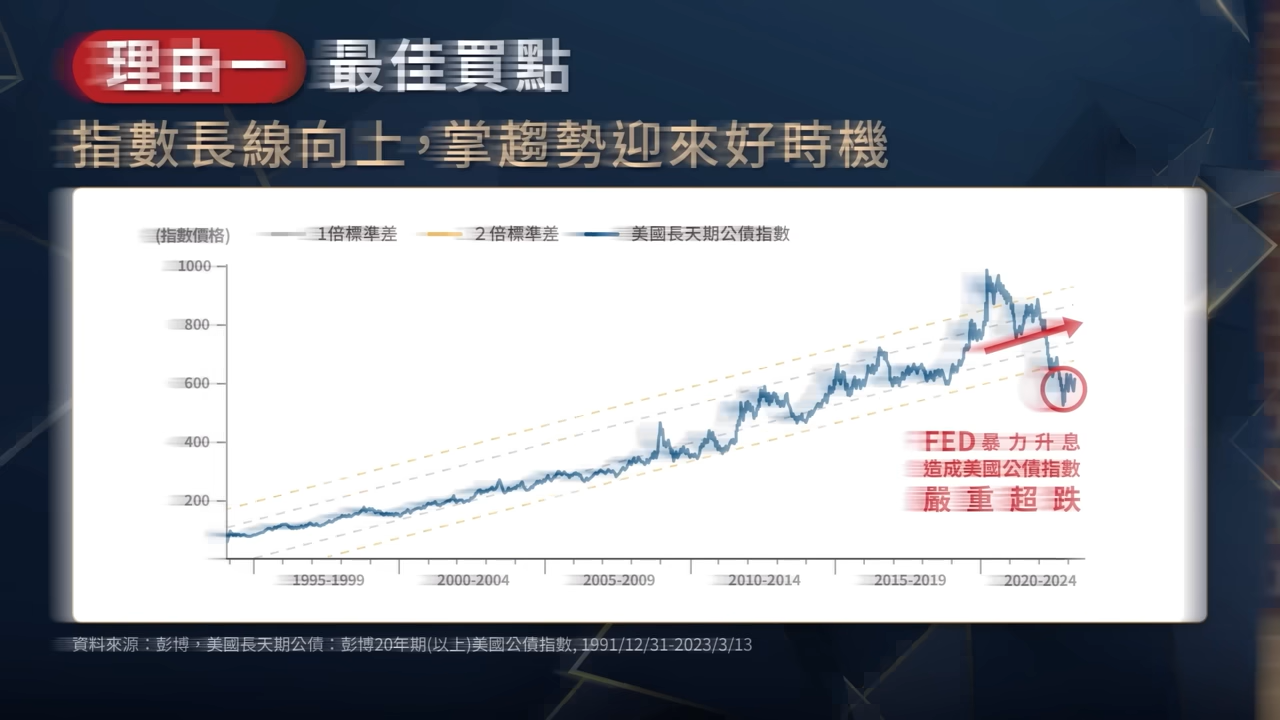 理由一 最佳買點
指數長線向上，掌趨勢迎來好時機
(指數價格) 1倍標準差 2倍標準差 美國長天期公債指數
1000
800
600
400
200
FED暴力升息
造成美國公債指數
嚴重超跌
1995-1999 2000-2004 2005-2009 2010-2014 2015-2019 2020-2024
資料來源：彭博，美國長天期公債：彭博20年期(以上)美國公債指數, 1991/12/31-2023/3/13